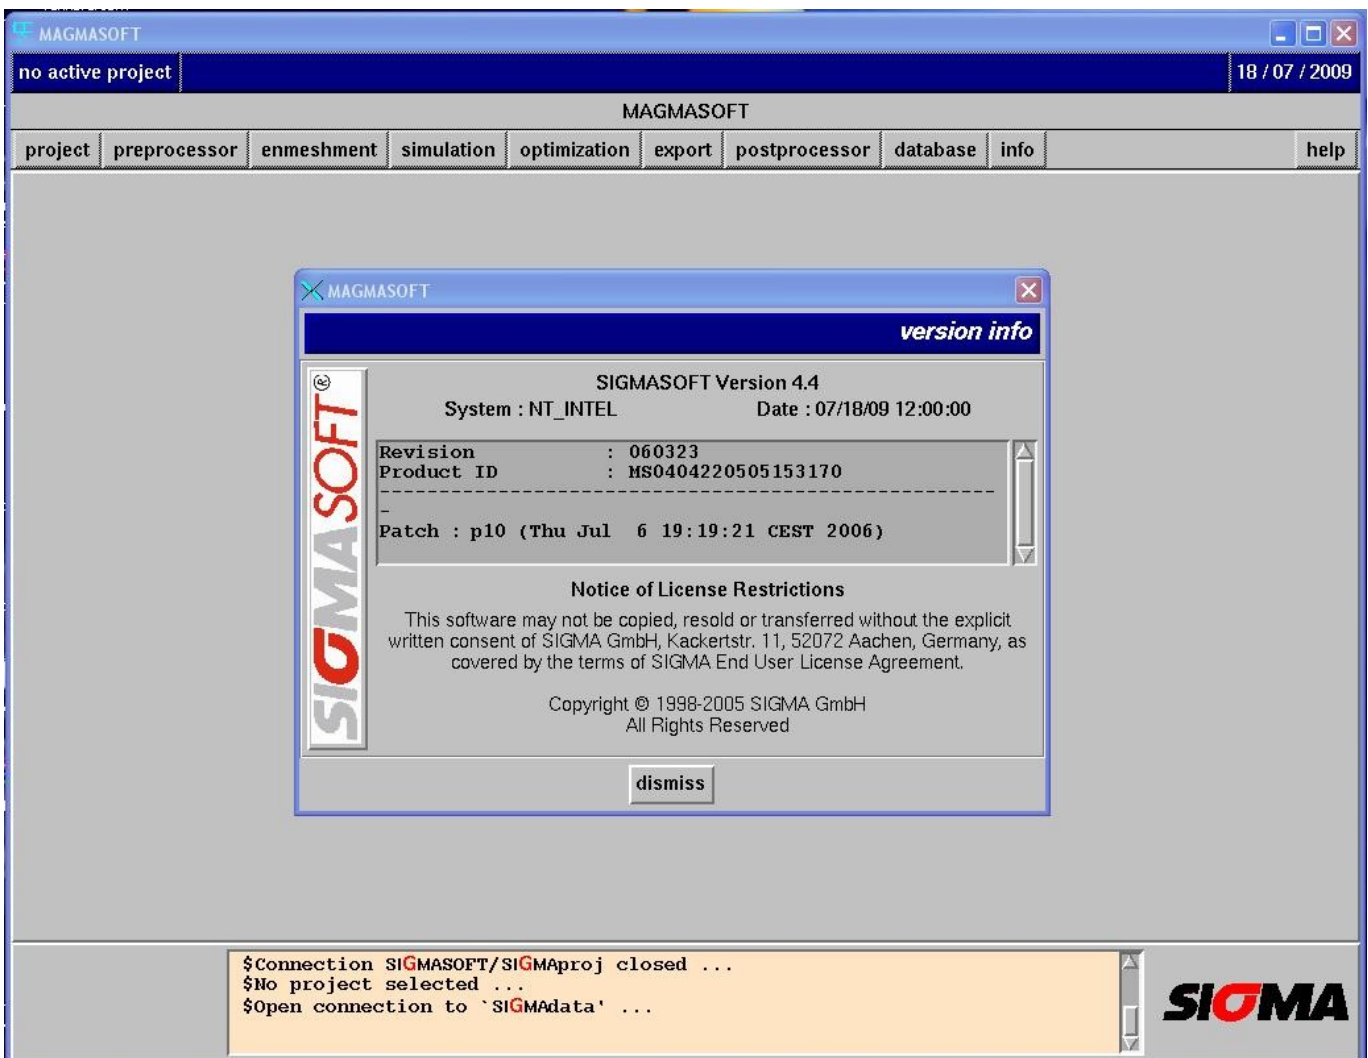 MAGMASOFT
no active project 18 / 07 / 2009
MAGMASOFT
project preprocessor enmeshment simulation optimization export postprocessor database info help
MAGMASOFT
version info
SIGMASOFT®
SIGMASOFT Version 4.4
System : NT_INTEL Date : 07/18/09 12:00:00
Revision : 060323
Product ID : MS0404220505153170
-----------------------------------------------------
-
Patch : p10 (Thu Jul  6 19:19:21 CEST 2006)
Notice of License Restrictions
This software may not be copied, resold or transferred without the explicit
written consent of SIGMA GmbH, Kackertstr. 11, 52072 Aachen, Germany, as
covered by the terms of SIGMA End User License Agreement.
Copyright © 1998-2005 SIGMA GmbH
All Rights Reserved
dismiss
$Connection SIGMASOFT/SIGMAproj closed ...
$No project selected ...
$Open connection to `SIGMAdata' ...
SIGMA